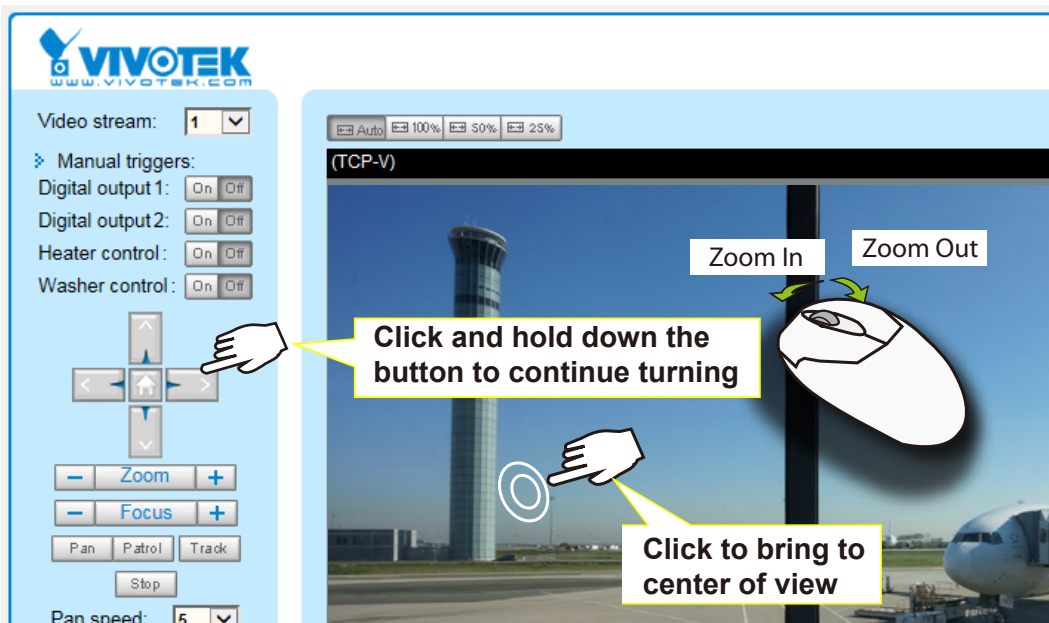 VIVOTEK
www.vivotek.com
Video stream: 1
Manual triggers:
Digital output 1: On Off
Digital output 2: On Off
Heater control: On Off
Washer control: On Off
Zoom
Focus
Pan Patrol Track
Stop
Pan speed: 5
Auto 100% 50% 25%
(TCP-V)
Zoom In
Zoom Out
Click and hold down the
button to continue turning
Click to bring to
center of view